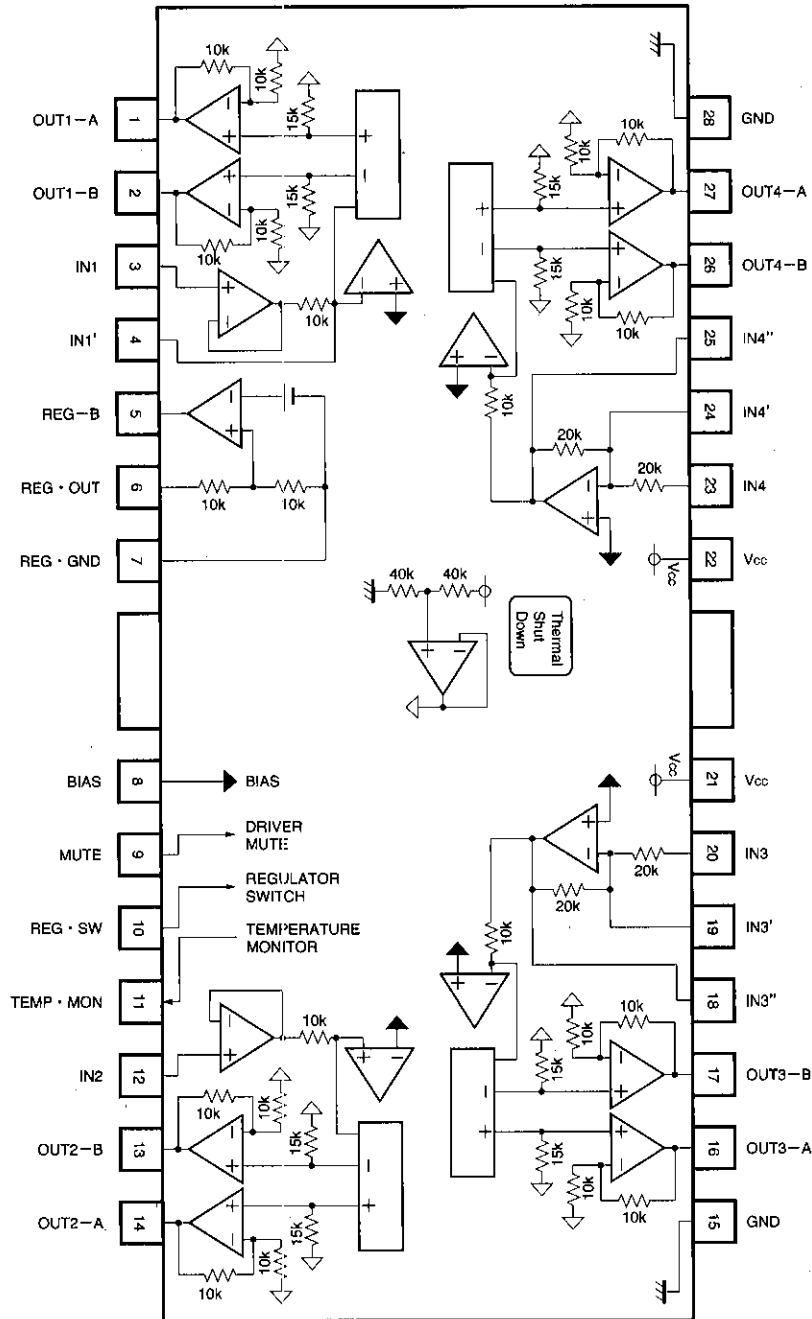 10k
10k
15k
OUT1-A
1
OUT1-B
2
15k
10k
10k
IN1
3
10k
IN1'
4
REG-B
5
REG・OUT
6
10k
10k
REG・GND
7
BIAS
8
BIAS
MUTE
9
DRIVER
MUTE
REG・SW
10
REGULATOR
SWITCH
TEMP・MON
11
TEMPERATURE
MONITOR
IN2
12
10k
OUT2-B
13
10k
10k
15k
OUT2-A
14
15k
10k
10k
40k
40k
Thermal
Shut
Down
28
GND
10k
10k
15k
27
OUT4-A
26
OUT4-B
15k
10k
10k
25
IN4"
10k
24
IN4'
20k
20k
23
IN4
22
Vcc
Vcc
21
Vcc
Vcc
20
IN3
20k
20k
19
IN3'
10k
18
IN3"
10k
10k
15k
17
OUT3-B
16
OUT3-A
15k
10k
10k
15
GND